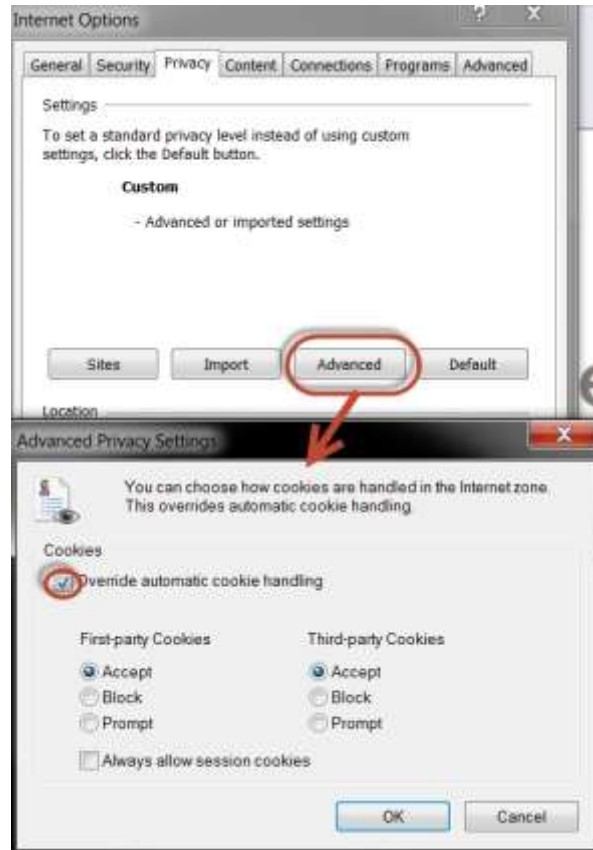 Internet Options
General Security Privacy Content Connections Programs Advanced
Settings
To set a standard privacy level instead of using custom
settings, click the Default button.
Custom
- Advanced or imported settings
Sites Import Advanced Default
Location
Advanced Privacy Settings
You can choose how cookies are handled in the Internet zone.
This overrides automatic cookie handling.
Cookies
Override automatic cookie handling
First-party Cookies Third-party Cookies
Accept Accept
Block Block
Prompt Prompt
Always allow session cookies
OK Cancel